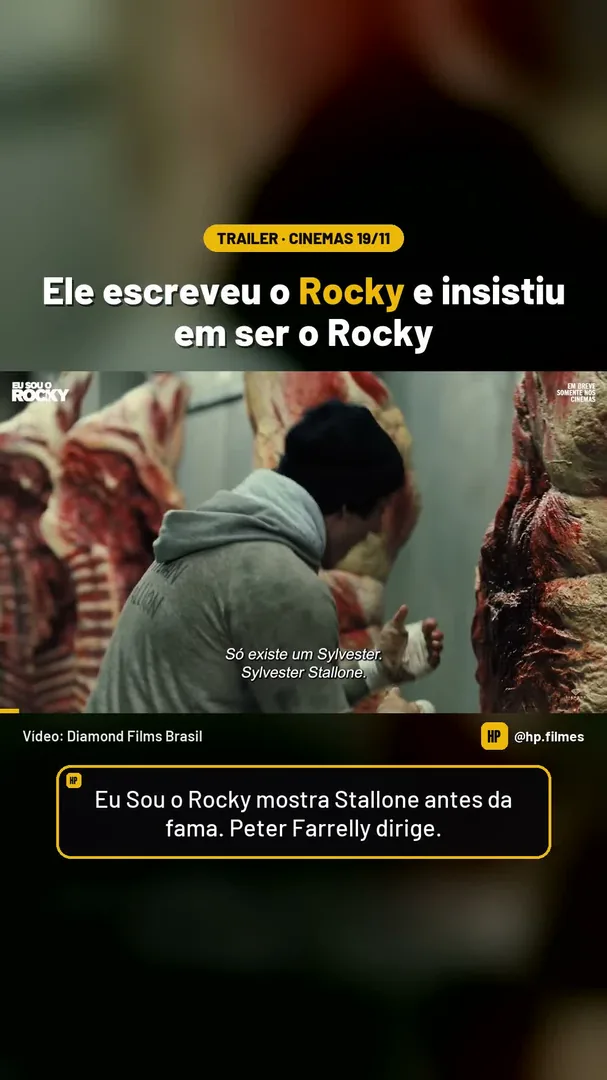 TRAILER · CINEMAS 19/11
Ele escreveu o Rocky e insistiu
em ser o Rocky
EU SOU O
ROCKY
EM BREVE
SOMENTE NOS
CINEMAS
Só existe um Sylvester.
Sylvester Stallone.
Vídeo: Diamond Films Brasil
HP @hp.filmes
HP
Eu Sou o Rocky mostra Stallone antes da
fama. Peter Farrelly dirige.